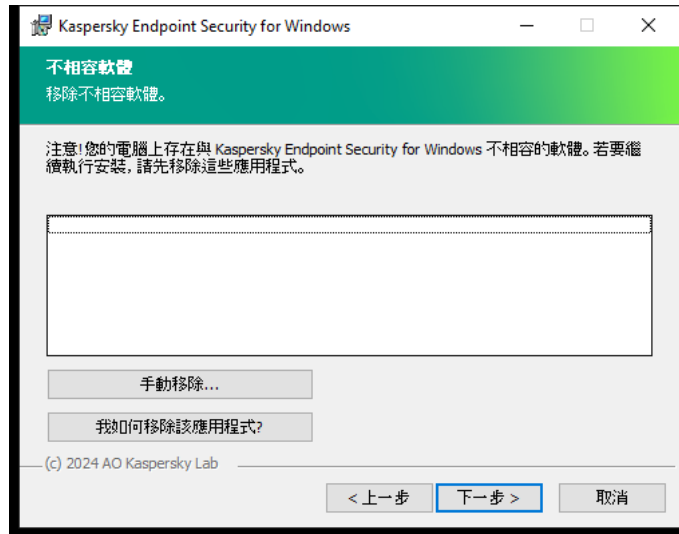 Kaspersky Endpoint Security for Windows
不相容軟體
移除不相容軟體。
注意!您的電腦上存在與 Kaspersky Endpoint Security for Windows 不相容的軟體。若要繼
續執行安裝,請先移除這些應用程式。
手動移除...
我如何移除該應用程式?
(c) 2024 AO Kaspersky Lab
< 上一步
下一步 >
取消